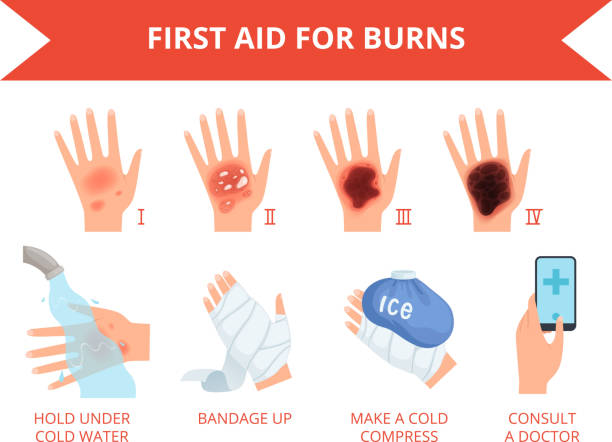 FIRST AID FOR BURNS
I
II
III
IV
ICE
HOLD UNDER
COLD WATER
BANDAGE UP
MAKE A COLD
COMPRESS
CONSULT
A DOCTOR